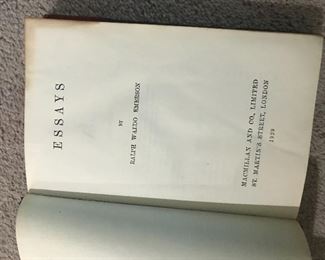 ESSAYS
BY
RALPH WALDO EMERSON
MACMILLAN AND CO., LIMITED
ST. MARTIN'S STREET, LONDON
1929